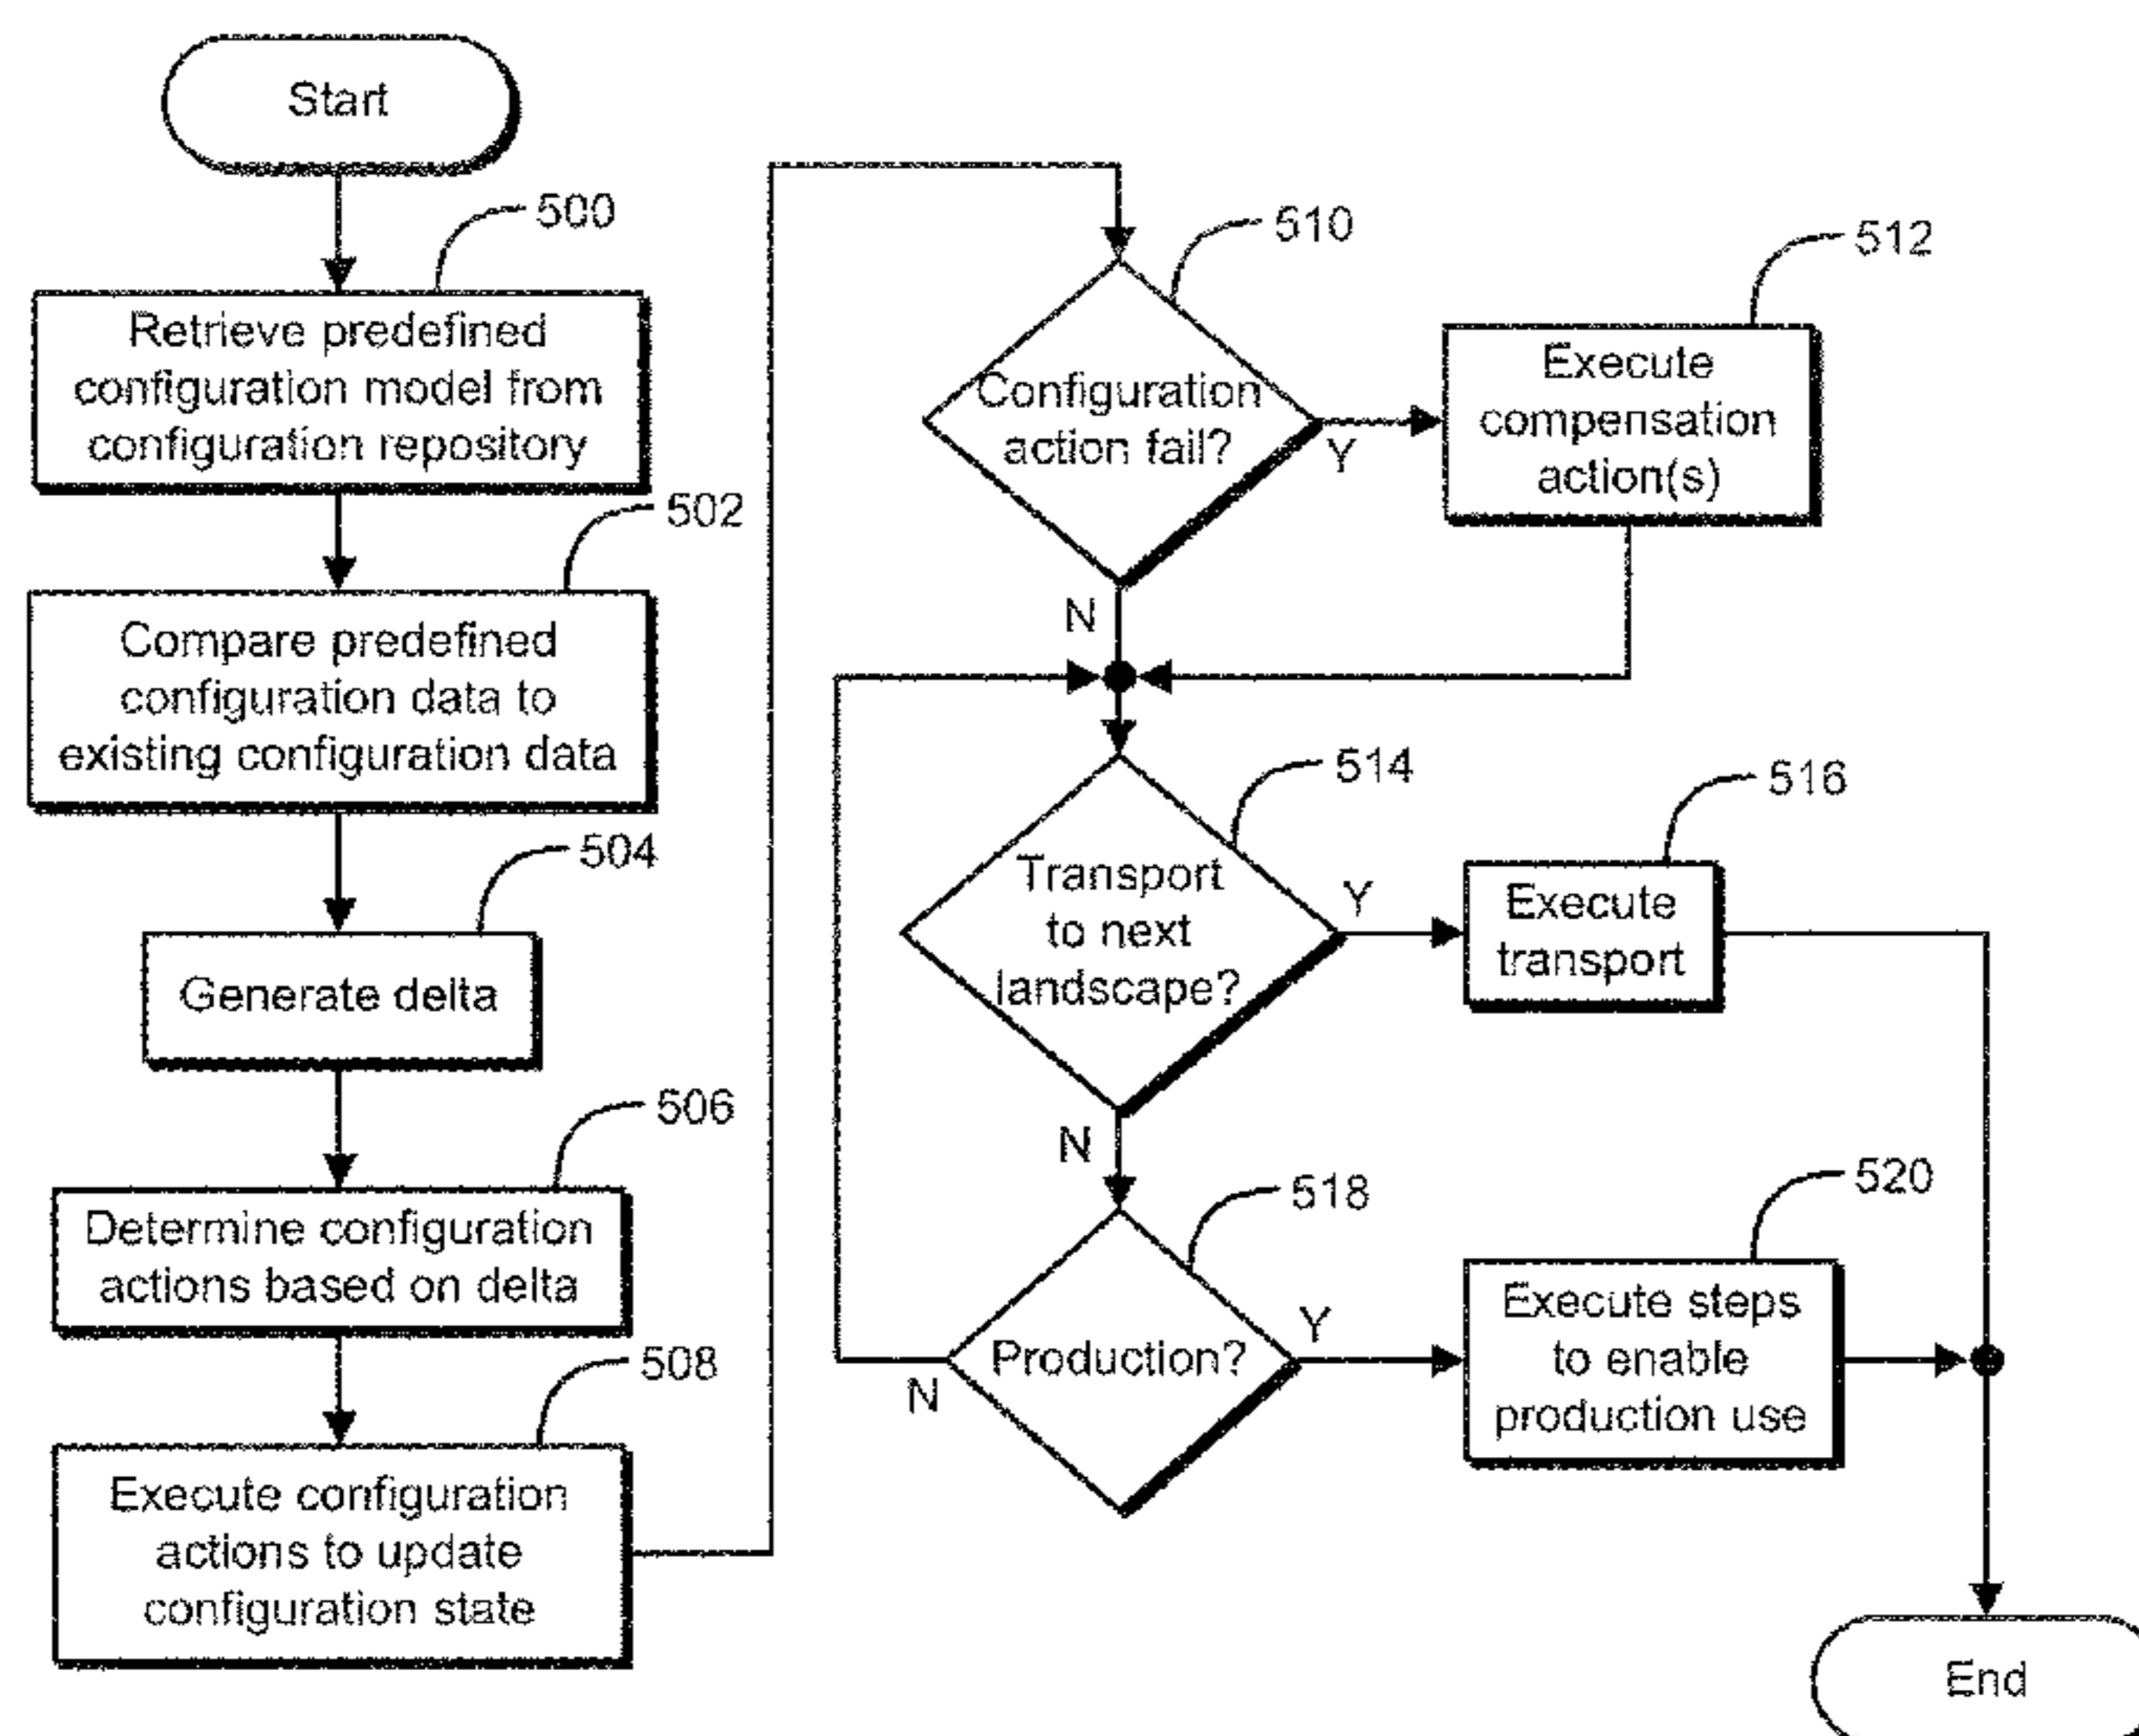 Start
500
Retrieve predefined
configuration model from
configuration repository
502
Compare predefined
configuration data to
existing configuration data
504
Generate delta
506
Determine configuration
actions based on delta
508
Execute configuration
actions to update
configuration state
510
Configuration
action fail?
Y
N
512
Execute
compensation
action(s)
514
Transport
to next
landscape?
Y
N
516
Execute
transport
518
Production?
Y
N
520
Execute steps
to enable
production use
End